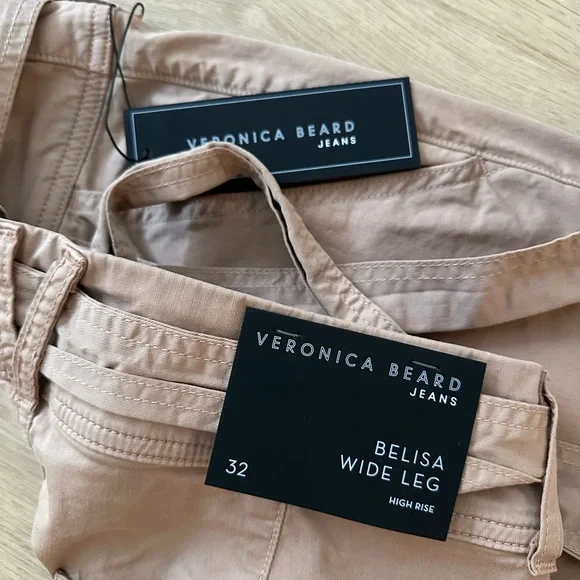 VERONICA BEARD
JEANS
VERONICA BEARD
JEANS
BELISA
WIDE LEG
32
HIGH RISE